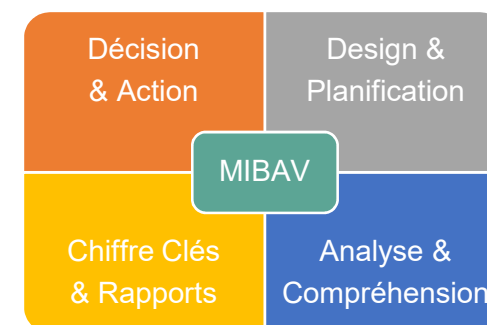 Décision
& Action
Design &
Planification
MIBAV
Chiffre Clés
& Rapports
Analyse &
Compréhension